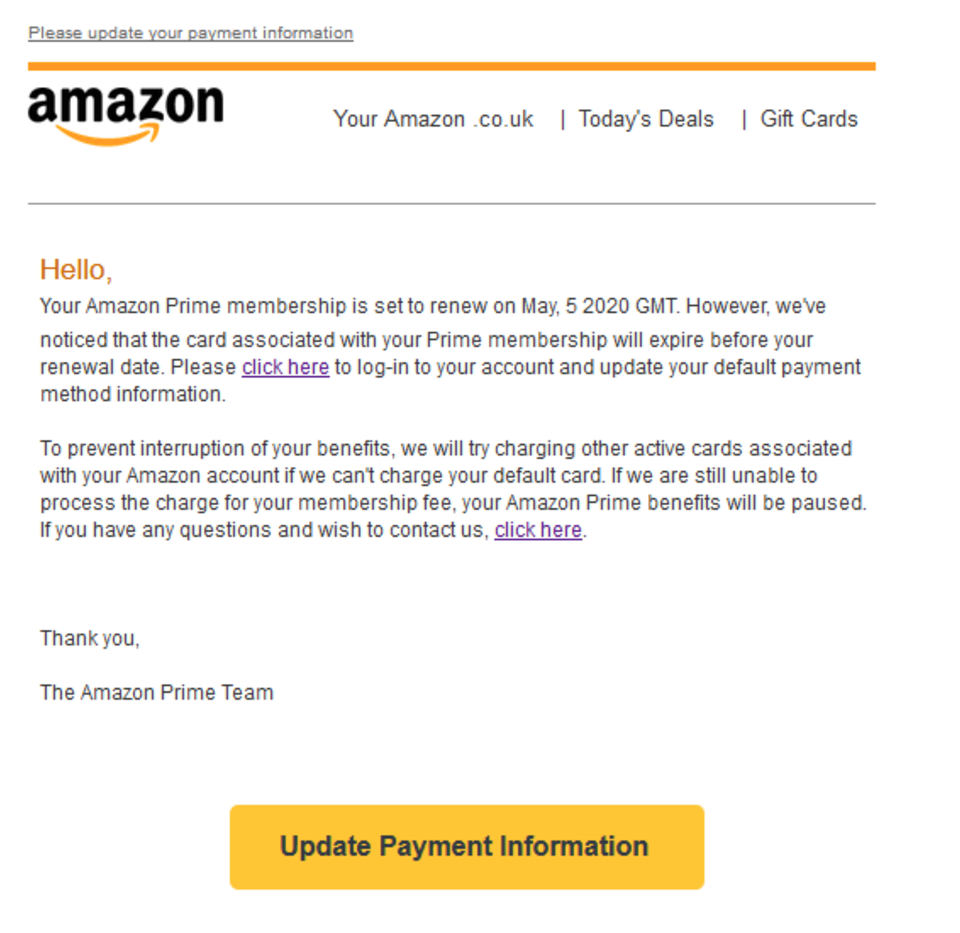 Please update your payment information
amazon
Your Amazon .co.uk | Today's Deals | Gift Cards
Hello,
Your Amazon Prime membership is set to renew on May, 5 2020 GMT. However, we've
noticed that the card associated with your Prime membership will expire before your
renewal date. Please click here to log-in to your account and update your default payment
method information.
To prevent interruption of your benefits, we will try charging other active cards associated
with your Amazon account if we can't charge your default card. If we are still unable to
process the charge for your membership fee, your Amazon Prime benefits will be paused.
If you have any questions and wish to contact us, click here.
Thank you,
The Amazon Prime Team
Update Payment Information